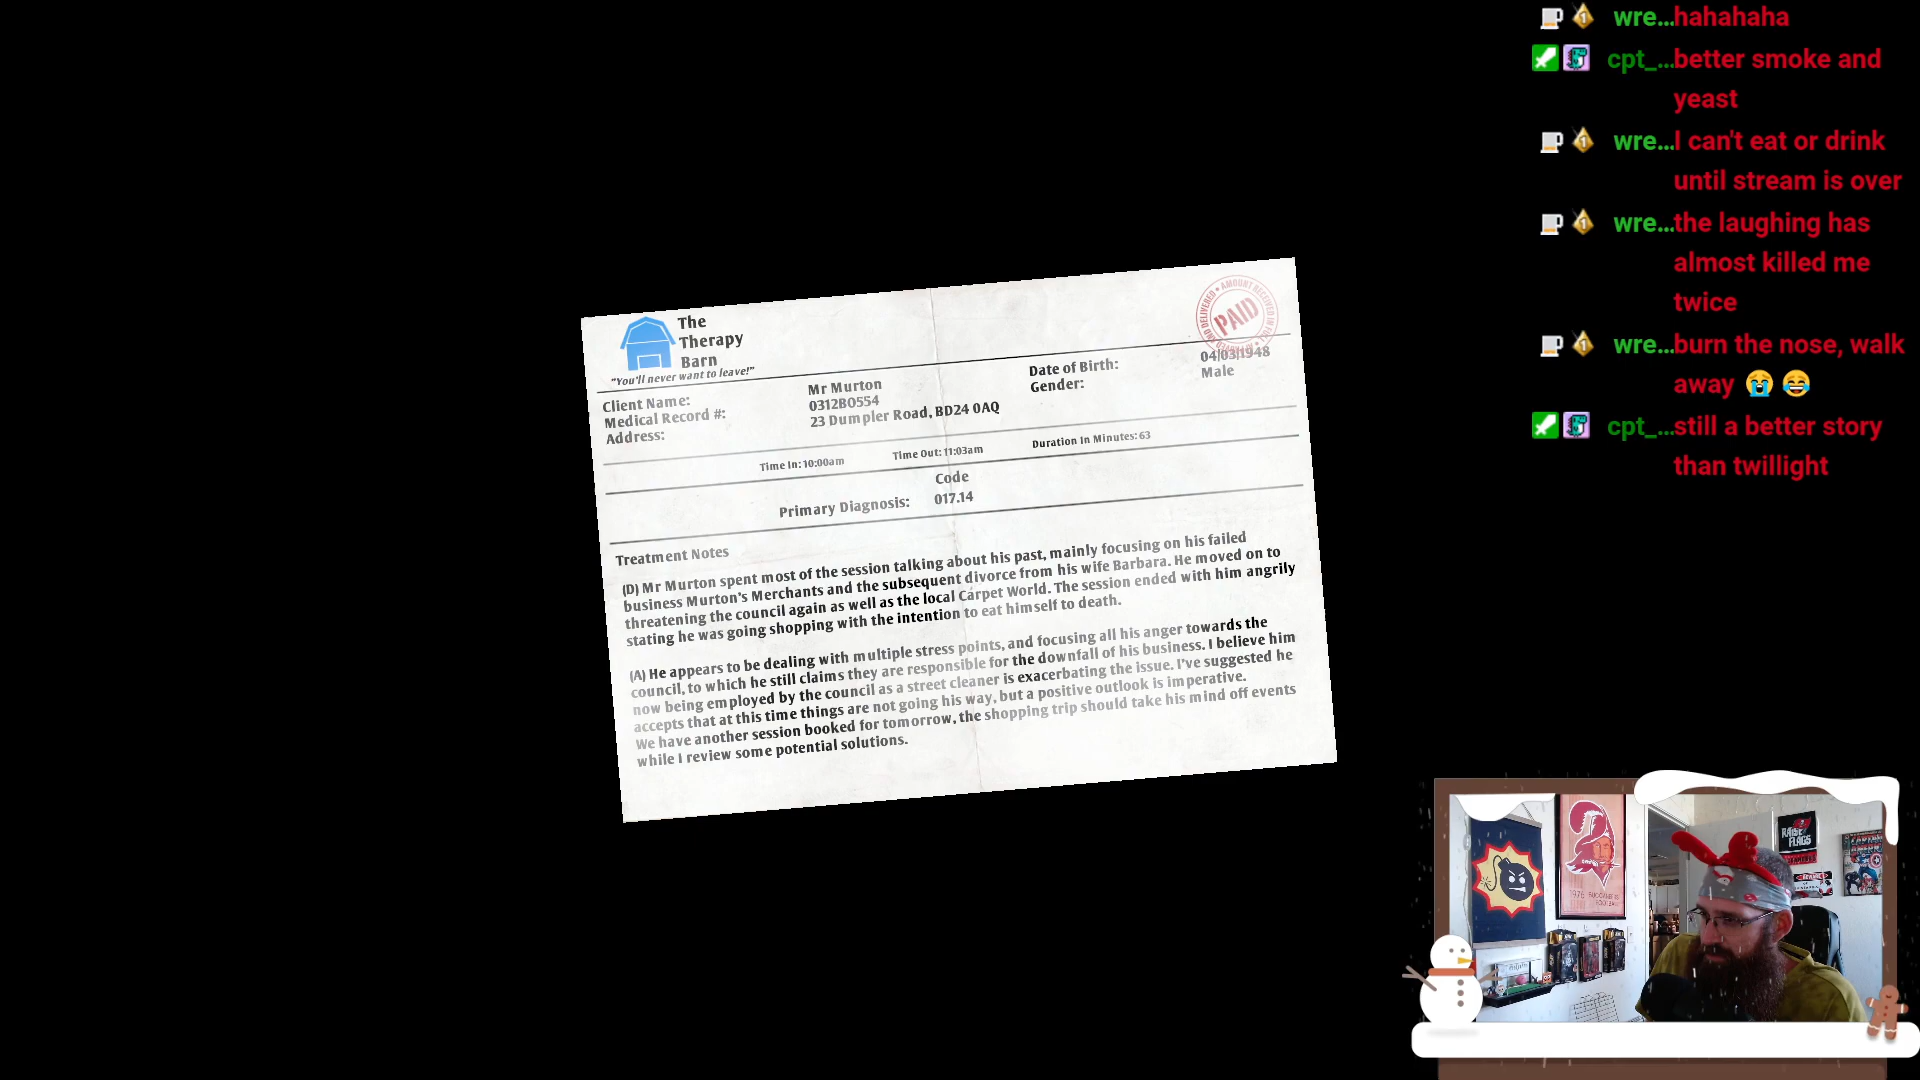 The
Therapy
Barn
"You'll never want to leave!"
PAID
Client Name: Mr Murton
Medical Record #: 0312B0554
Address: 23 Dumpler Road, BD24 0AQ
Date of Birth: 04/03/1948
Gender: Male
Time In: 10:00am Time Out: 11:03am Duration In Minutes: 63
Code
Primary Diagnosis: 017.14
Treatment Notes
(D) Mr Murton spent most of the session talking about his past, mainly focusing on his failed
business Murton's Merchants and the subsequent divorce from his wife Barbara. He moved on to
threatening the council again as well as the local Carpet World. The session ended with him angrily
stating he was going shopping with the intention to eat himself to death.
(A) He appears to be dealing with multiple stress points, and focusing all his anger towards the
council, to which he still claims they are responsible for the downfall of his business. I believe him
now being employed by the council as a street cleaner is exacerbating the issue. I've suggested he
accepts that at this time things are not going his way, but a positive outlook is imperative.
We have another session booked for tomorrow, the shopping trip should take his mind off events
while I review some potential solutions.
wre...hahahaha
cpt_...better smoke and
yeast
wre...I can't eat or drink
until stream is over
wre...the laughing has
almost killed me
twice
wre...burn the nose, walk
away 😭 😂
cpt_...still a better story
than twillight
RAISE
FLAGS
1976 BUCCANEERS
FOOTBALL